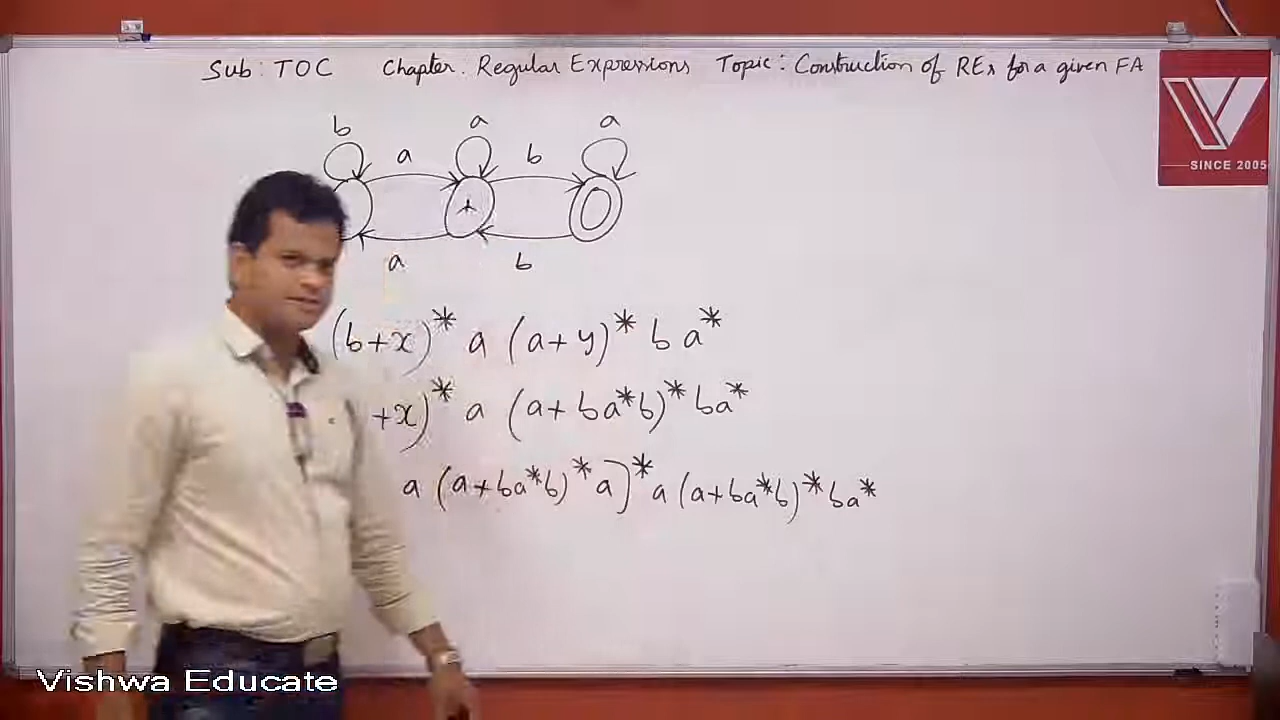 Sub: TOC Chapter: Regular Expressions Topic: Construction of REs for a given FA
SINCE 2005
b a a
a b
a b
(b+x)* a (a+y)* b a*
+x)* a (a+ba*b)* ba*
a (a+ba*b)* a)* a (a+ba*b)* ba*
Vishwa Educate